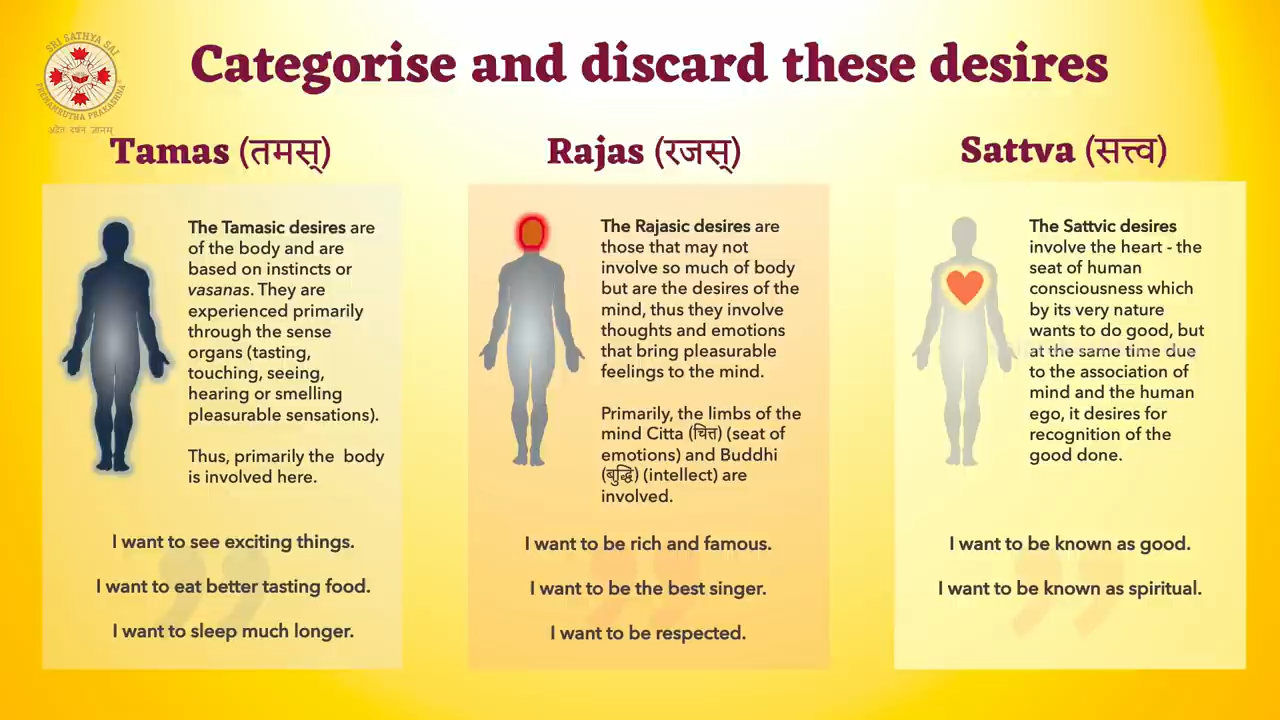 SRI SATHYA SAI
PREMAMRUTHA PRAKASHNA
Categorise and discard these desires
Tamas (तमस्)
The Tamasic desires are
of the body and are
based on instincts or
vasanas. They are
experienced primarily
through the sense
organs (tasting,
touching, seeing,
hearing or smelling
pleasurable sensations).
Thus, primarily the body
is involved here.
I want to see exciting things.
I want to eat better tasting food.
I want to sleep much longer.
Rajas (रजस्)
The Rajasic desires are
those that may not
involve so much of body
but are the desires of the
mind, thus they involve
thoughts and emotions
that bring pleasurable
feelings to the mind.
Primarily, the limbs of the
mind Citta (चित्त) (seat of
emotions) and Buddhi
(बुद्धि) (intellect) are
involved.
I want to be rich and famous.
I want to be the best singer.
I want to be respected.
Sattva (सत्त्व)
The Sattvic desires
involve the heart - the
seat of human
consciousness which
by its very nature
wants to do good, but
at the same time due
to the association of
mind and the human
ego, it desires for
recognition of the
good done.
I want to be known as good.
I want to be known as spiritual.